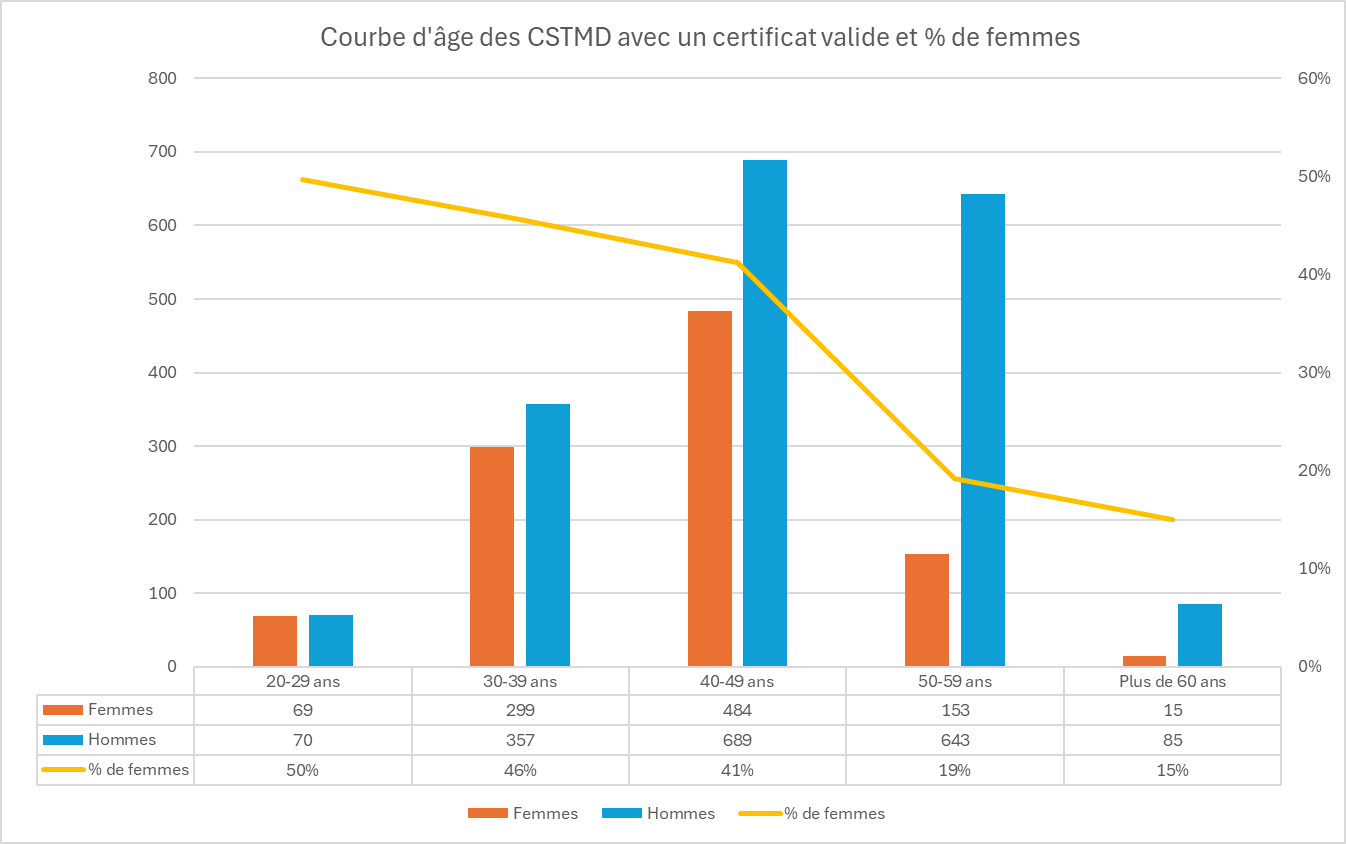 Courbe d'âge des CSTMD avec un certificat valide et % de femmes
800 60%
700
600 50%
500 40%
400
300 30%
200 20%
100 10%
0 0%
20-29 ans 30-39 ans 40-49 ans 50-59 ans Plus de 60 ans
Femmes 69 299 484 153 15
Hommes 70 357 689 643 85
% de femmes 50% 46% 41% 19% 15%
Femmes Hommes % de femmes